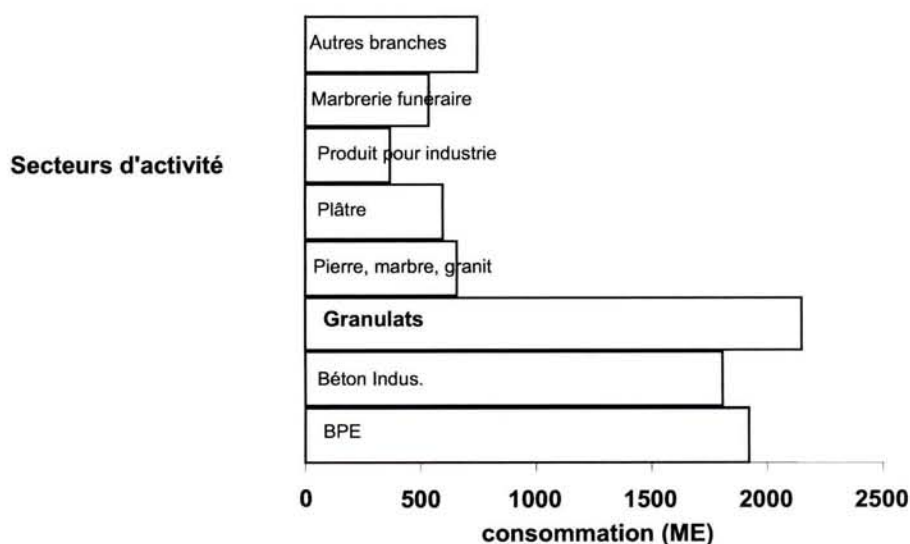 Autres branches
Marbrerie funéraire
Produit pour industrie
Secteurs d'activité
Plâtre
Pierre, marbre, granit
Granulats
Béton Indus.
BPE
0 500 1000 1500 2000 2500
consommation (ME)